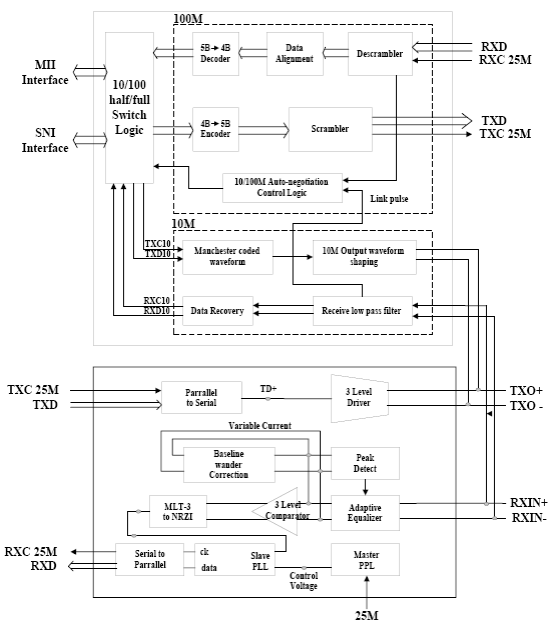 100M
MII
Interface
10/100
half/full
Switch
Logic
5B→4B
Decoder
Data
Alignment
Descrambler
RXD
RXC 25M
SNI
Interface
4B→5B
Encoder
Scrambler
TXD
TXC 25M
10/100M Auto-negotiation
Control Logic
Link pulse
10M
TXC10
TXD10
Manchester coded
waveform
10M Output waveform
shaping
RXC10
RXD10
Data Recovery
Receive low pass filter
TXC 25M
TXD
Parrallel
to Serial
TD+
3 Level
Driver
TXO+
TXO -
Variable Current
Baseline
wander
Correction
Peak
Detect
MLT-3
to NRZI
3 Level
Comparator
Adaptive
Equalizer
RXIN+
RXIN-
RXC 25M
RXD
Serial to
Parrallel
ck
data
Slave
PLL
Control
Voltage
Master
PPL
25M